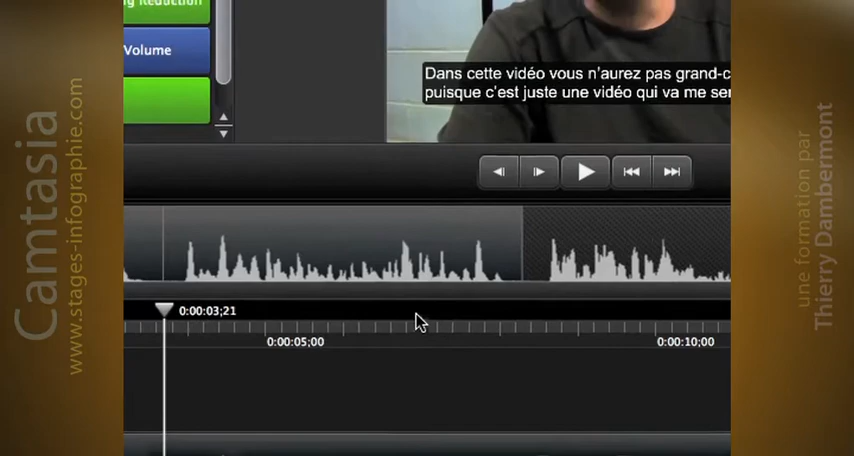 Reduction
Volume
Dans cette vidéo vous n'aurez pas grand-c
puisque c'est juste une vidéo qui va me ser
0:00:03;21
0:00:05;00
0:00:10;00
Camtasia
www.stages-infographie.com
une formation par
Thierry Dambermont